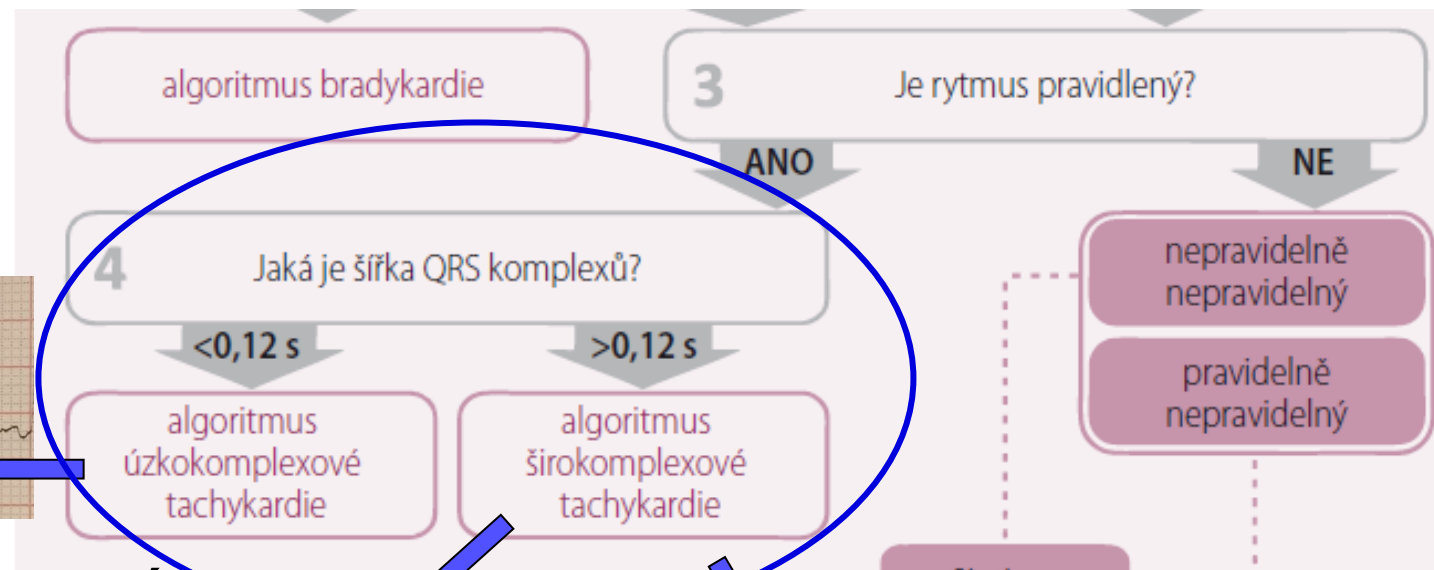 algoritmus bradykardie
3
Je rytmus pravidlený?
ANO
NE
4
Jaká je šířka QRS komplexů?
<0,12 s
>0,12 s
algoritmus
úzkokomplexové
tachykardie
algoritmus
širokomplexové
tachykardie
nepravidelně
nepravidelný
pravidelně
nepravidelný